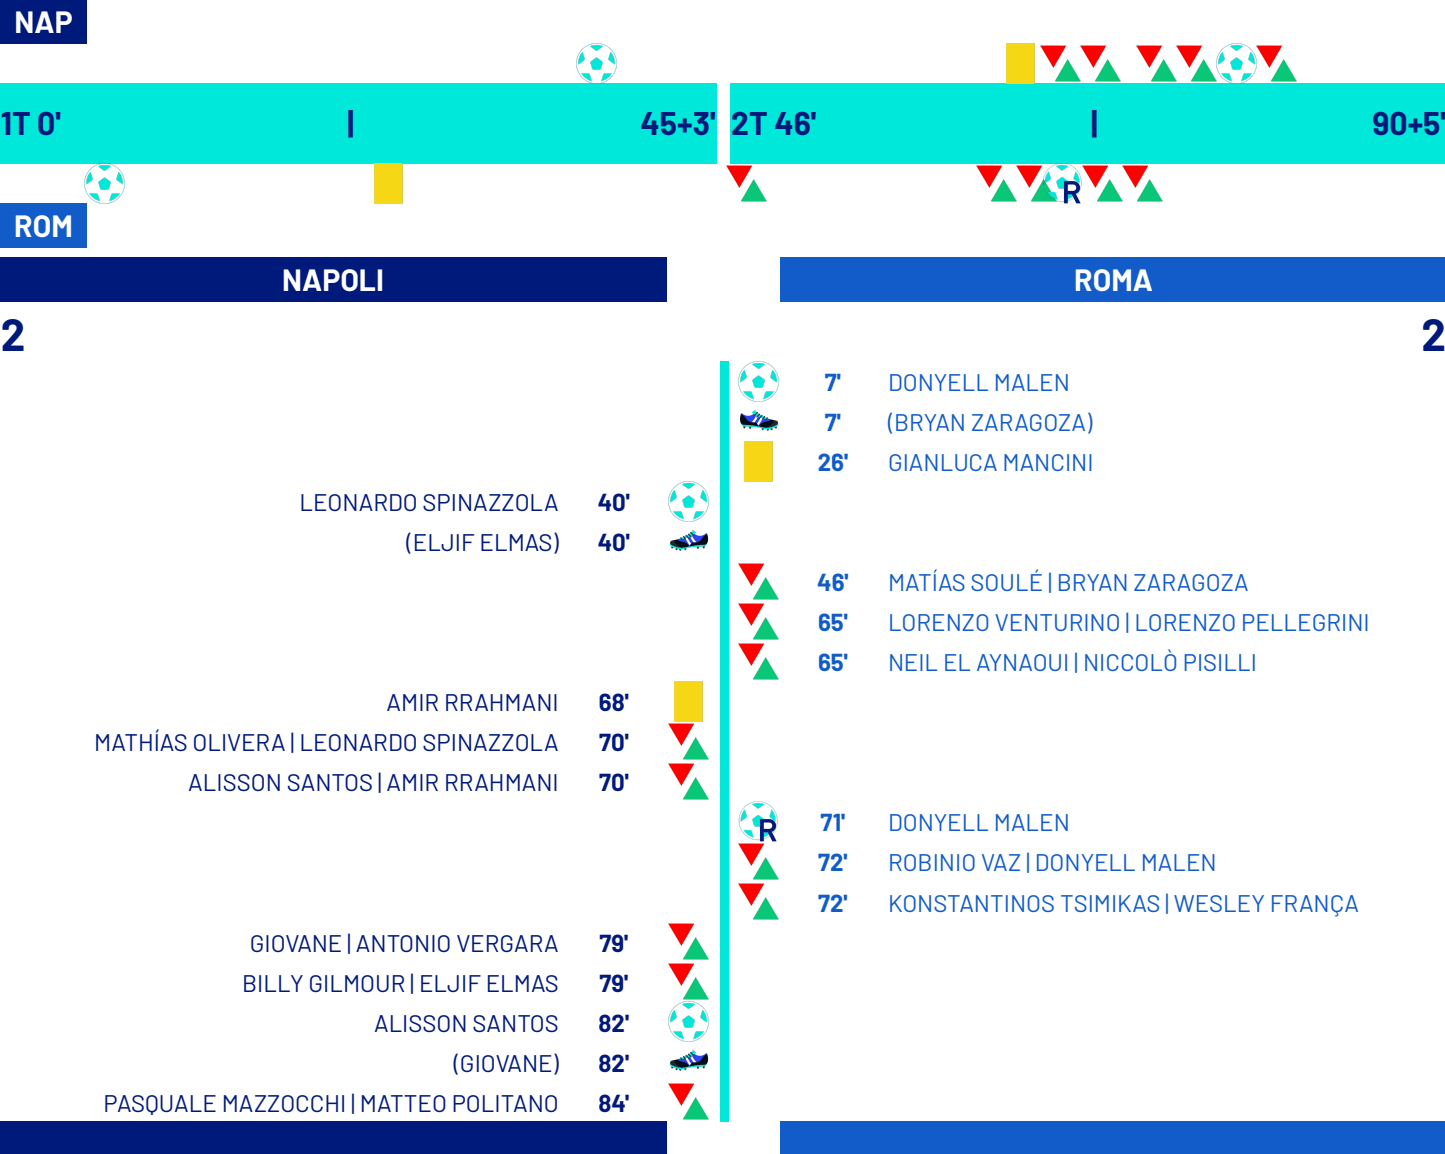 NAP
1T 0' | 45+3' 2T 46' | 90+5'
ROM
NAPOLI ROMA
2 2
7' DONYELL MALEN
7' (BRYAN ZARAGOZA)
26' GIANLUCA MANCINI
LEONARDO SPINAZZOLA 40'
(ELJIF ELMAS) 40'
46' MATÍAS SOULÉ | BRYAN ZARAGOZA
65' LORENZO VENTURINO | LORENZO PELLEGRINI
65' NEIL EL AYNAOUI | NICCOLÒ PISILLI
AMIR RRAHMANI 68'
MATHÍAS OLIVERA | LEONARDO SPINAZZOLA 70'
ALISSON SANTOS | AMIR RRAHMANI 70'
R 71' DONYELL MALEN
72' ROBINIO VAZ | DONYELL MALEN
72' KONSTANTINOS TSIMIKAS | WESLEY FRANÇA
GIOVANE | ANTONIO VERGARA 79'
BILLY GILMOUR | ELJIF ELMAS 79'
ALISSON SANTOS 82'
(GIOVANE) 82'
PASQUALE MAZZOCCHI | MATTEO POLITANO 84'